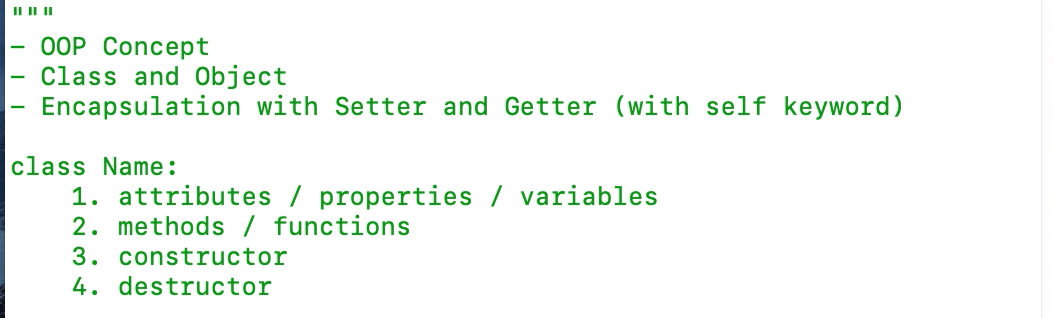 """
- OOP Concept
- Class and Object
- Encapsulation with Setter and Getter (with self keyword)
class Name:
    1. attributes / properties / variables
    2. methods / functions
    3. constructor
    4. destructor